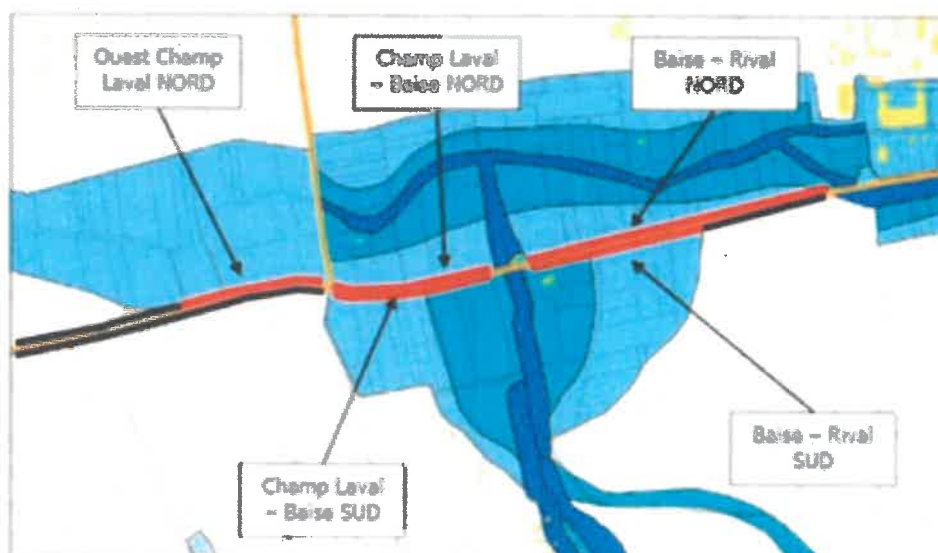 Ouest Champ
Laval NORD
Champ Laval
– Baise NORD
Baise – Rival
NORD
Baise – Rival
SUD
Champ Laval
– Baise SUD